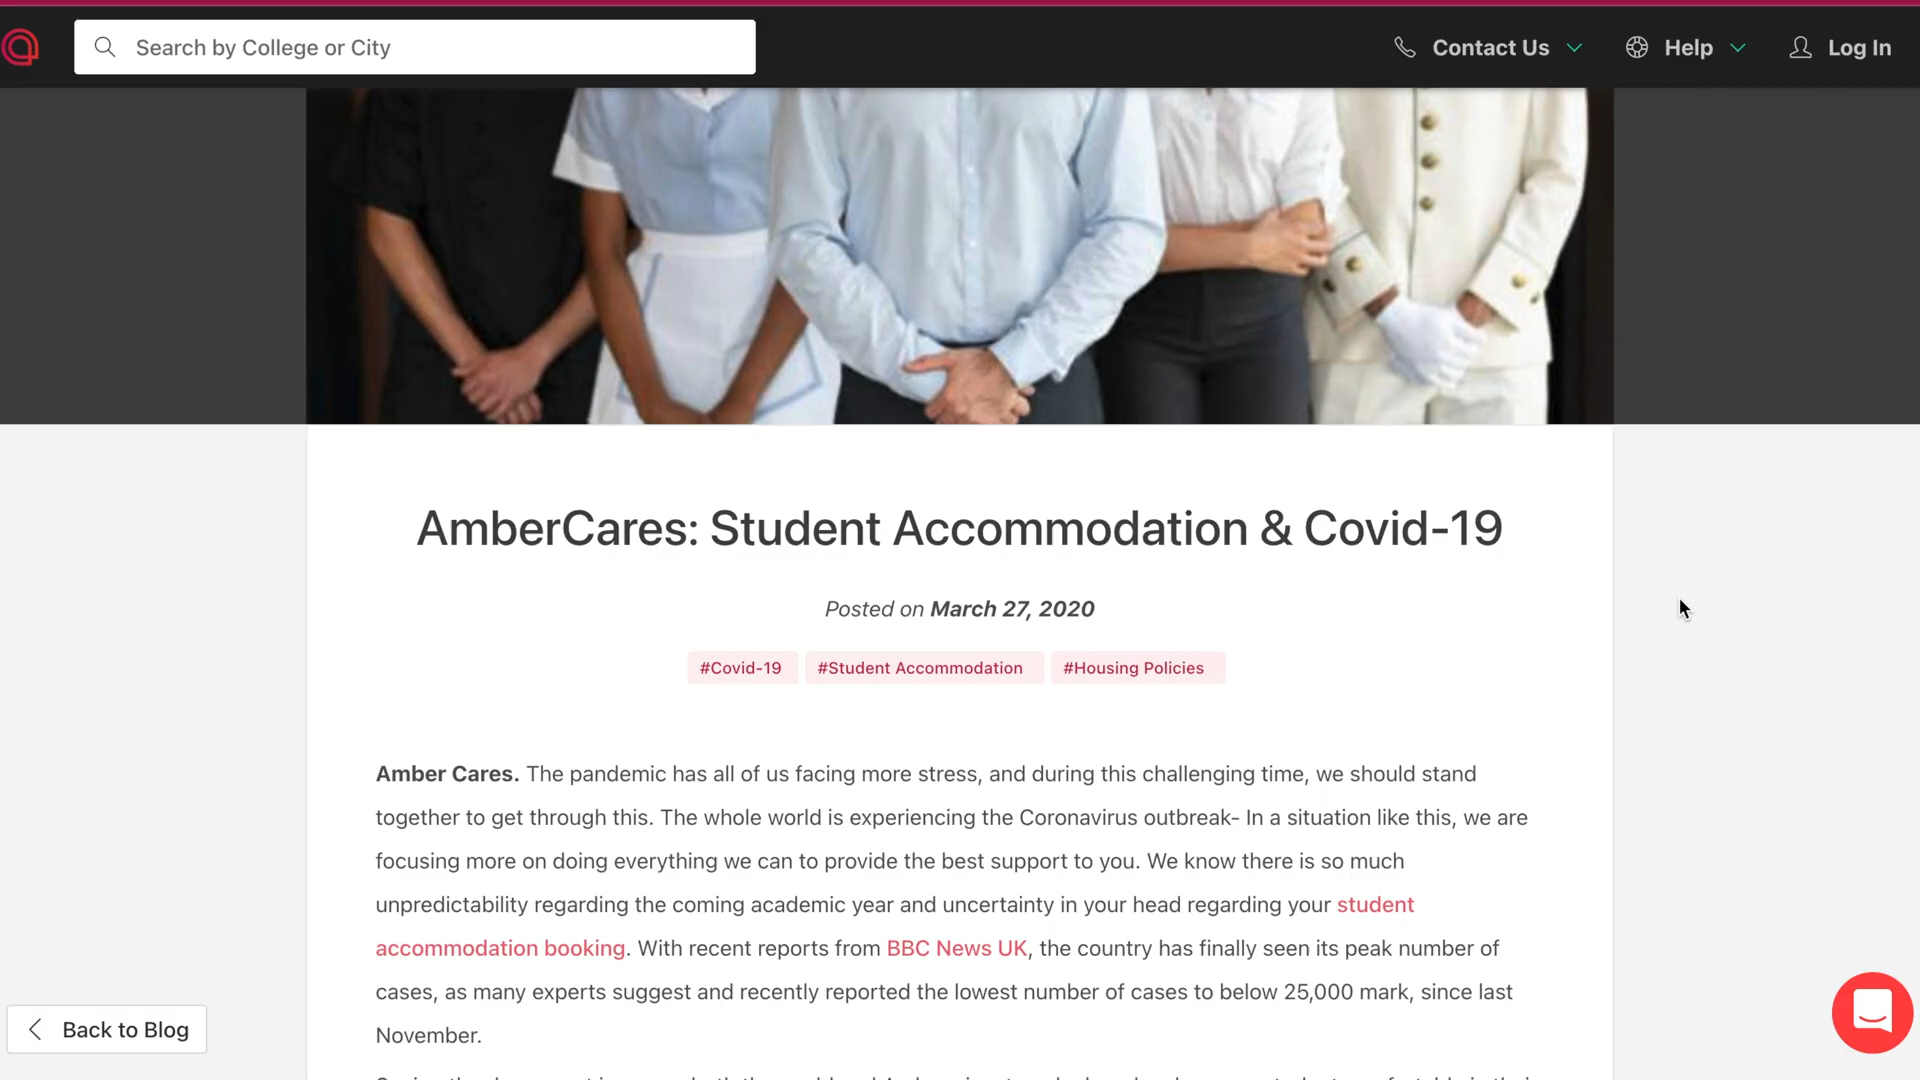 Search by College or City
Contact Us
Help
Log In
AmberCares: Student Accommodation & Covid-19
Posted on March 27, 2020
#Covid-19 #Student Accommodation #Housing Policies
Amber Cares. The pandemic has all of us facing more stress, and during this challenging time, we should stand
together to get through this. The whole world is experiencing the Coronavirus outbreak- In a situation like this, we are
focusing more on doing everything we can to provide the best support to you. We know there is so much
unpredictability regarding the coming academic year and uncertainty in your head regarding your student
accommodation booking. With recent reports from BBC News UK, the country has finally seen its peak number of
cases, as many experts suggest and recently reported the lowest number of cases to below 25,000 mark, since last
November.
Back to Blog